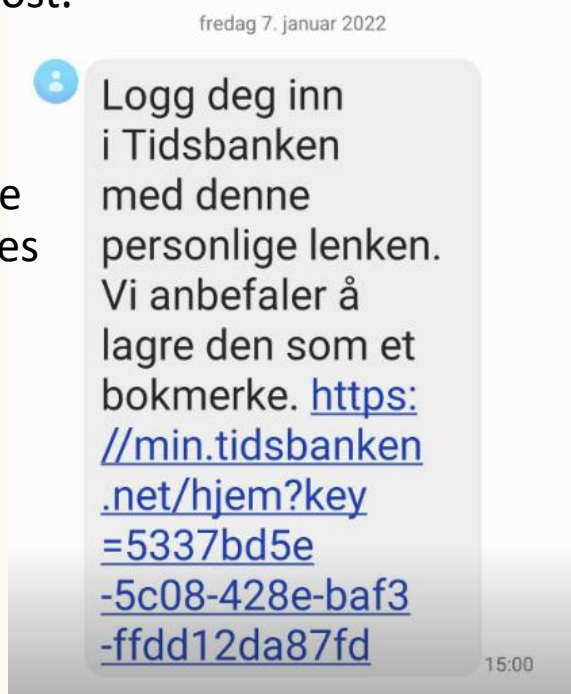 ost.
fredag 7. januar 2022
Logg deg inn
i Tidsbanken
med denne
e
personlige lenken.
es
Vi anbefaler å
lagre den som et
bokmerke. https:
//min.tidsbanken
.net/hjem?key
=5337bd5e
-5c08-428e-baf3
-ffdd12da87fd
15:00